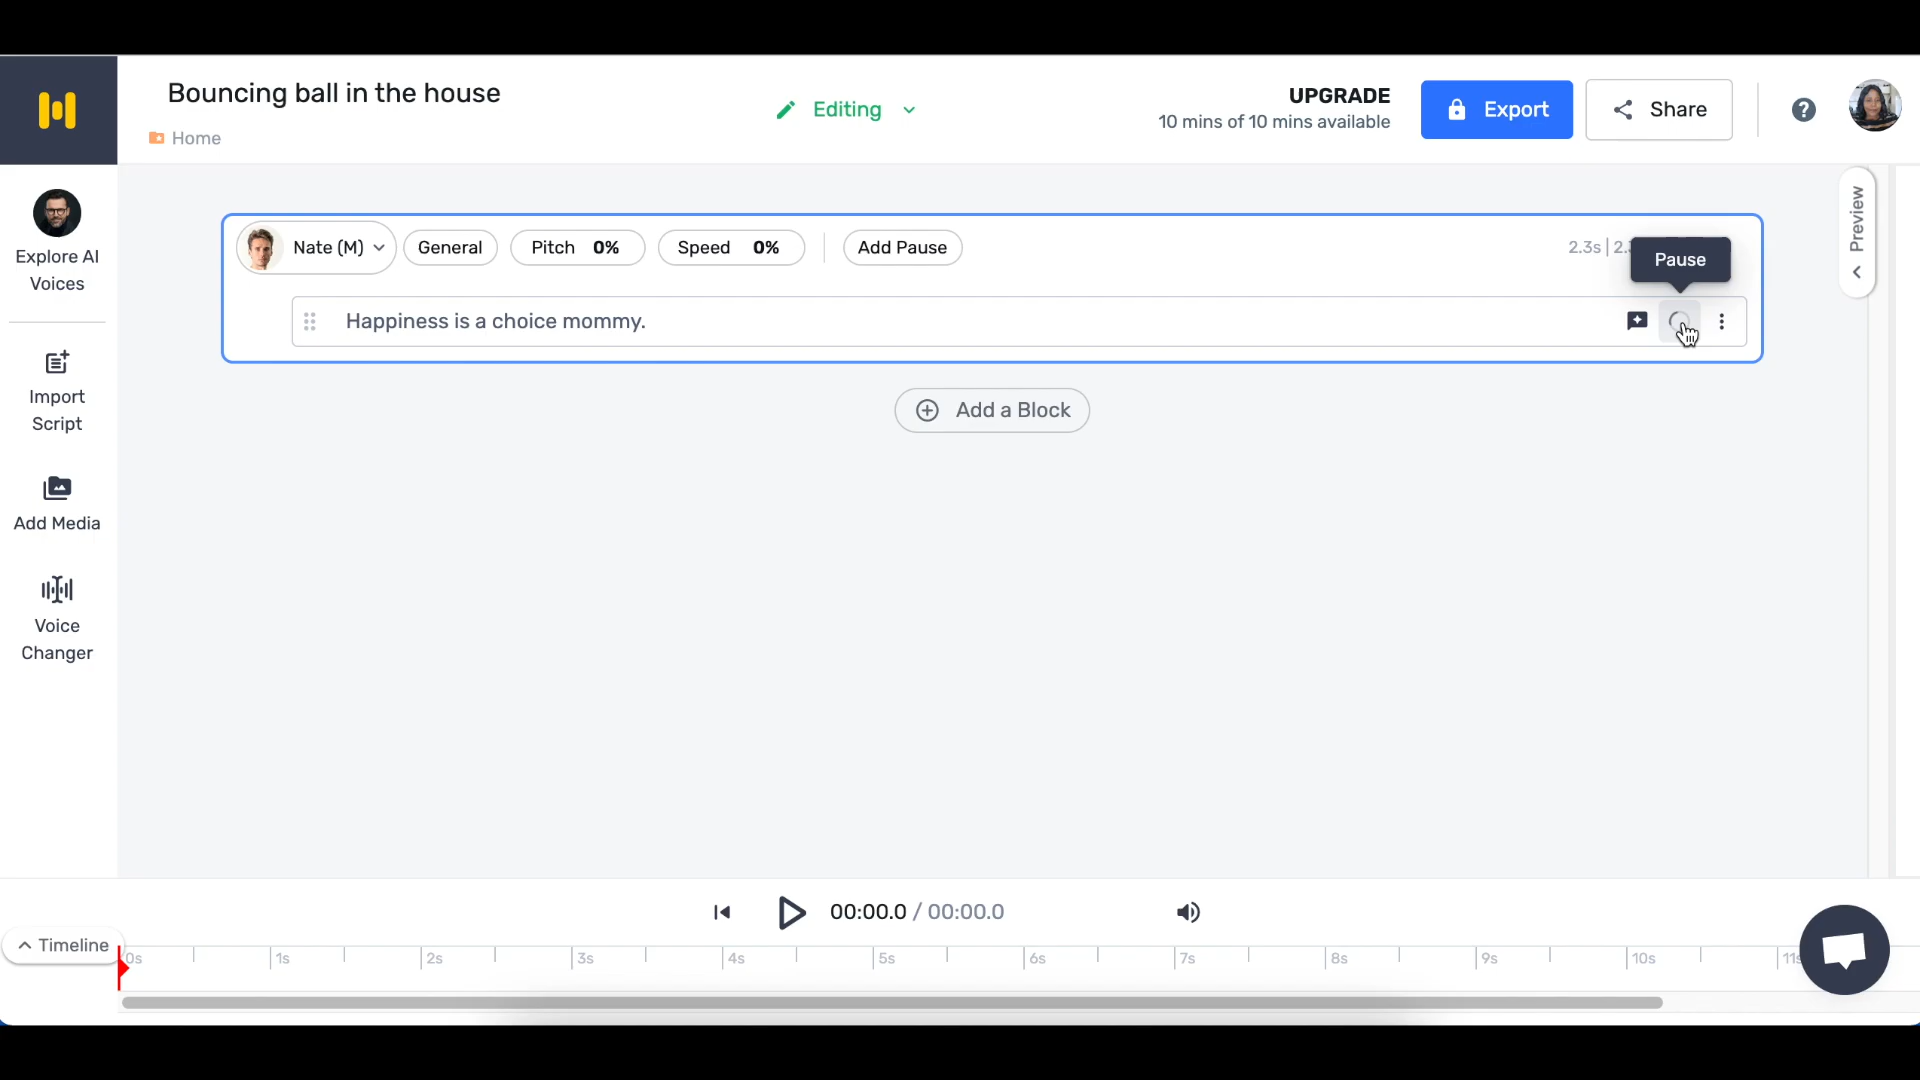 Bouncing ball in the house
Home
Editing
UPGRADE
10 mins of 10 mins available
Export
Share
Explore AI
Voices
Import
Script
Add Media
Voice
Changer
Nate (M)
General
Pitch 0%
Speed 0%
Add Pause
2.3s | 2.
Pause
Happiness is a choice mommy.
Add a Block
Preview
00:00.0 / 00:00.0
Timeline
0s 1s 2s 3s 4s 5s 6s 7s 8s 9s 10s 11s